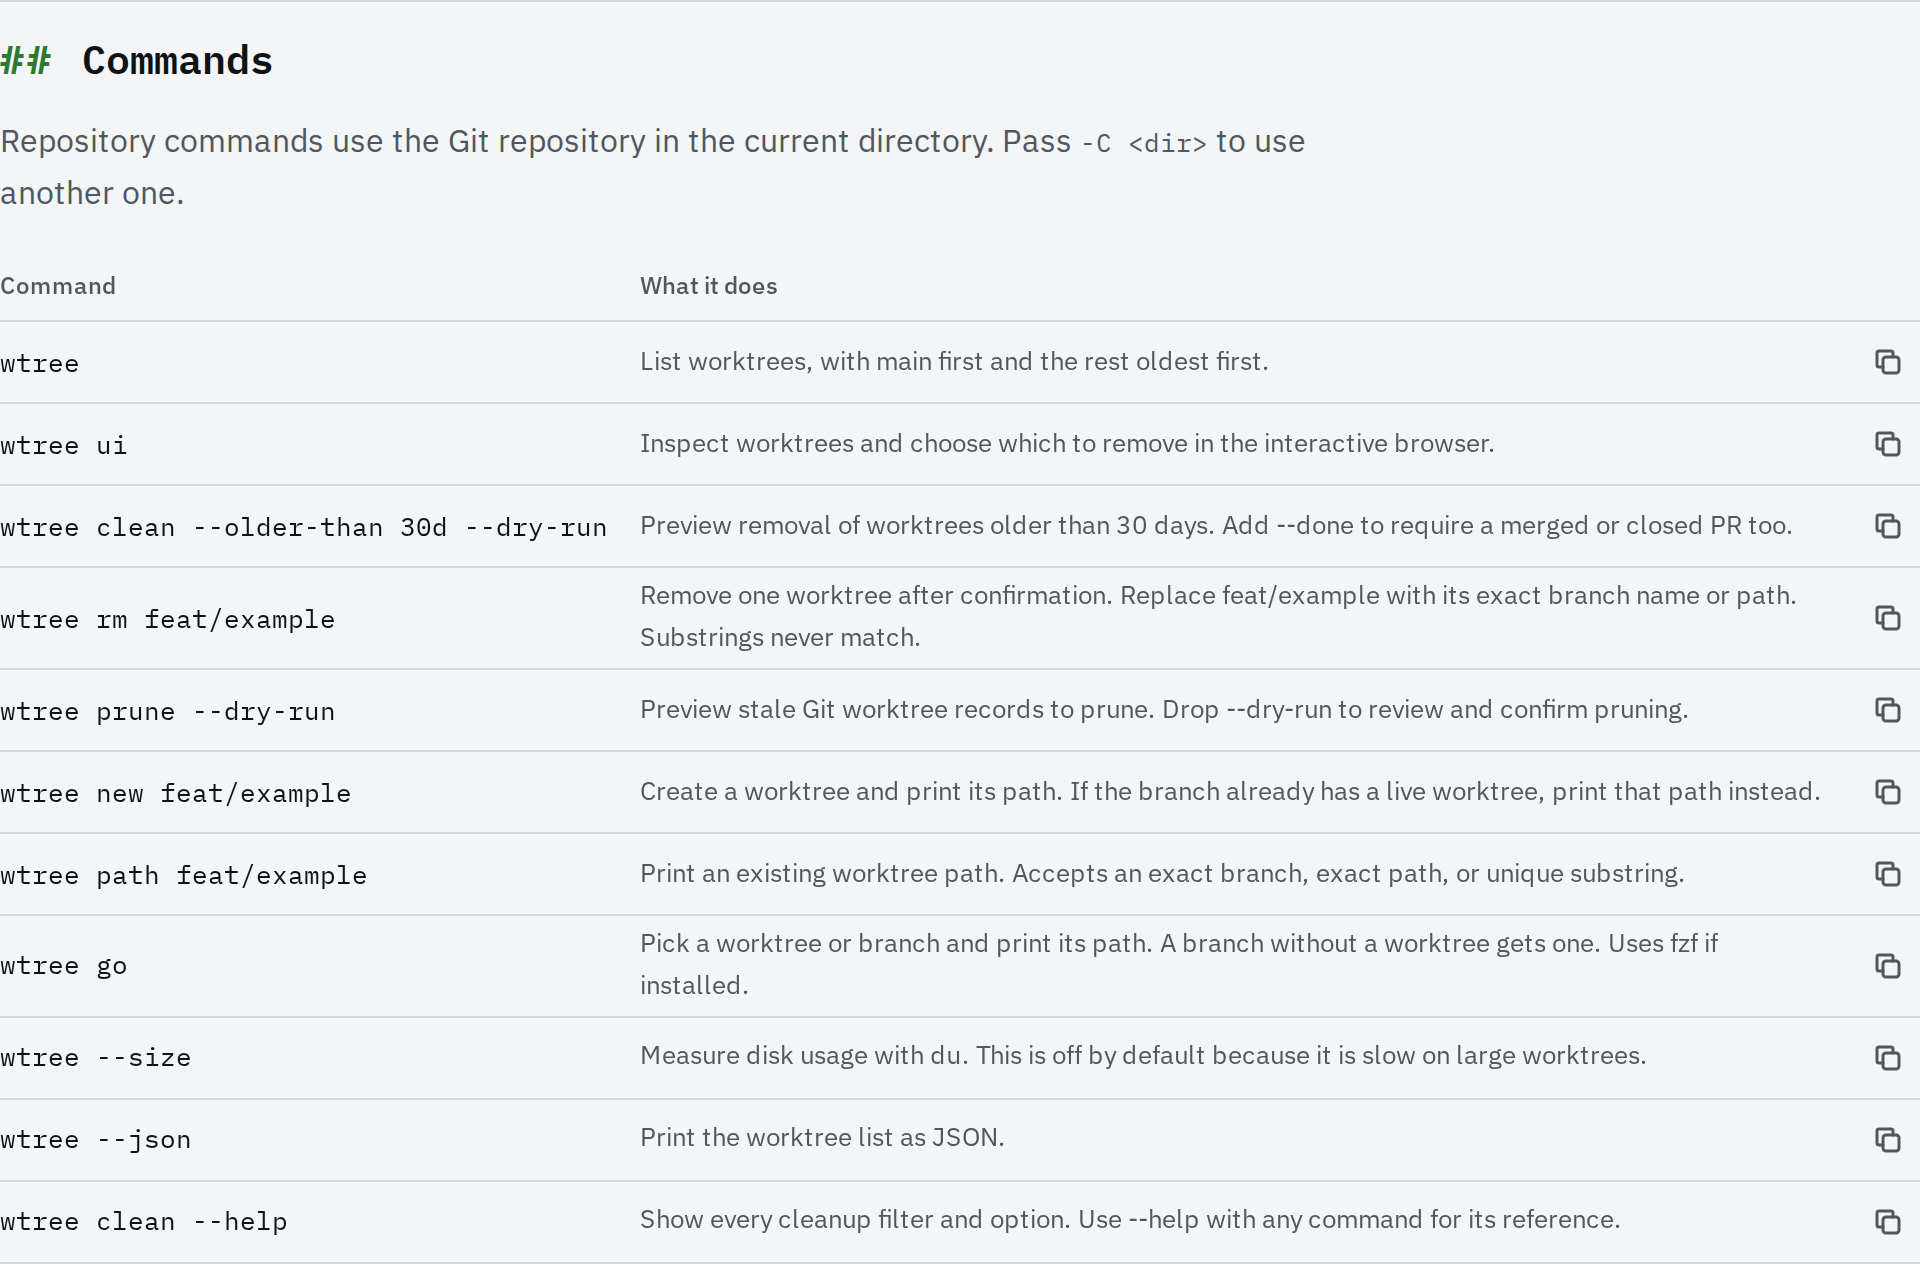 ## Commands
Repository commands use the Git repository in the current directory. Pass -C <dir> to use
another one.
Command What it does
wtree List worktrees, with main first and the rest oldest first.
wtree ui Inspect worktrees and choose which to remove in the interactive browser.
wtree clean --older-than 30d --dry-run Preview removal of worktrees older than 30 days. Add --done to require a merged or closed PR too.
wtree rm feat/example Remove one worktree after confirmation. Replace feat/example with its exact branch name or path.
Substrings never match.
wtree prune --dry-run Preview stale Git worktree records to prune. Drop --dry-run to review and confirm pruning.
wtree new feat/example Create a worktree and print its path. If the branch already has a live worktree, print that path instead.
wtree path feat/example Print an existing worktree path. Accepts an exact branch, exact path, or unique substring.
wtree go Pick a worktree or branch and print its path. A branch without a worktree gets one. Uses fzf if
installed.
wtree --size Measure disk usage with du. This is off by default because it is slow on large worktrees.
wtree --json Print the worktree list as JSON.
wtree clean --help Show every cleanup filter and option. Use --help with any command for its reference.